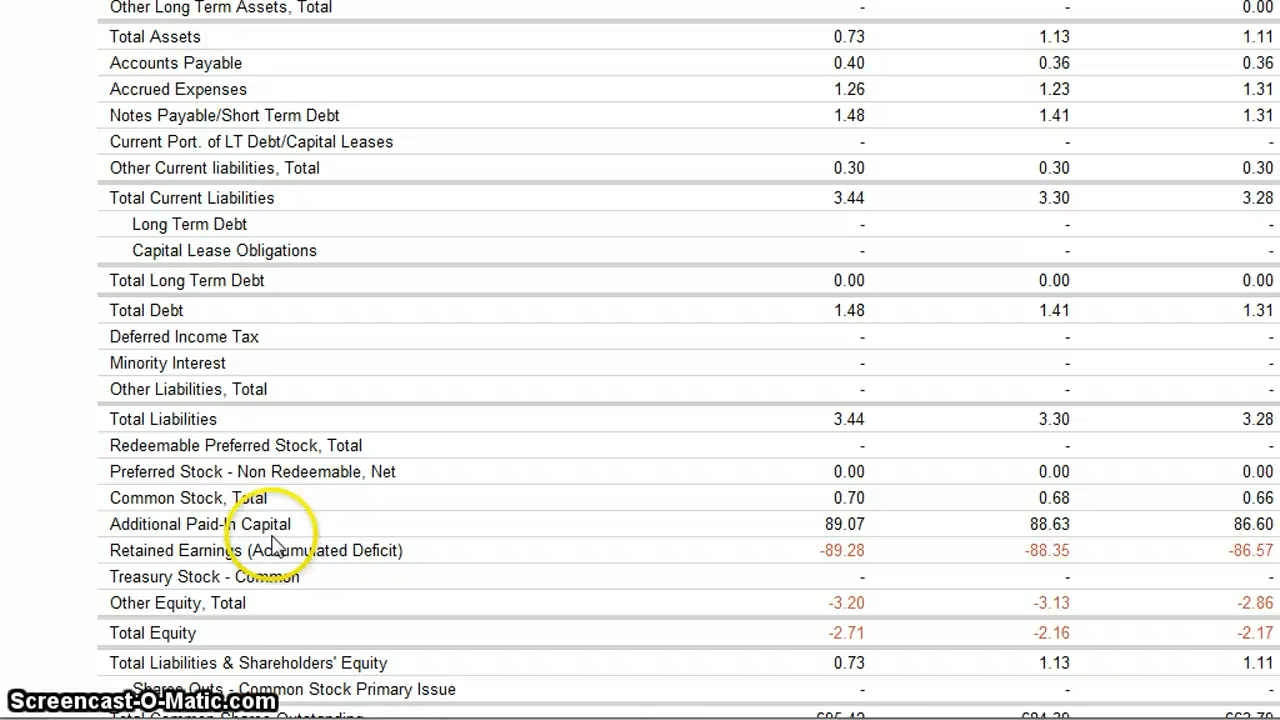 Other Long Term Assets, Total - - 0.00
Total Assets 0.73 1.13 1.11
Accounts Payable 0.40 0.36 0.36
Accrued Expenses 1.26 1.23 1.31
Notes Payable/Short Term Debt 1.48 1.41 1.31
Current Port. of LT Debt/Capital Leases - - -
Other Current liabilities, Total 0.30 0.30 0.30
Total Current Liabilities 3.44 3.30 3.28
Long Term Debt - - -
Capital Lease Obligations - - -
Total Long Term Debt 0.00 0.00 0.00
Total Debt 1.48 1.41 1.31
Deferred Income Tax - - -
Minority Interest - - -
Other Liabilities, Total - - -
Total Liabilities 3.44 3.30 3.28
Redeemable Preferred Stock, Total - - -
Preferred Stock - Non Redeemable, Net 0.00 0.00 0.00
Common Stock, Total 0.70 0.68 0.66
Additional Paid-In Capital 89.07 88.63 86.60
Retained Earnings (Accumulated Deficit) -89.28 -88.35 -86.57
Treasury Stock - Common - - -
Other Equity, Total -3.20 -3.13 -2.86
Total Equity -2.71 -2.16 -2.17
Total Liabilities & Shareholders' Equity 0.73 1.13 1.11
Shares Outs - Common Stock Primary Issue - - -
Screencast-O-Matic.com
Total Common Shares Outstanding